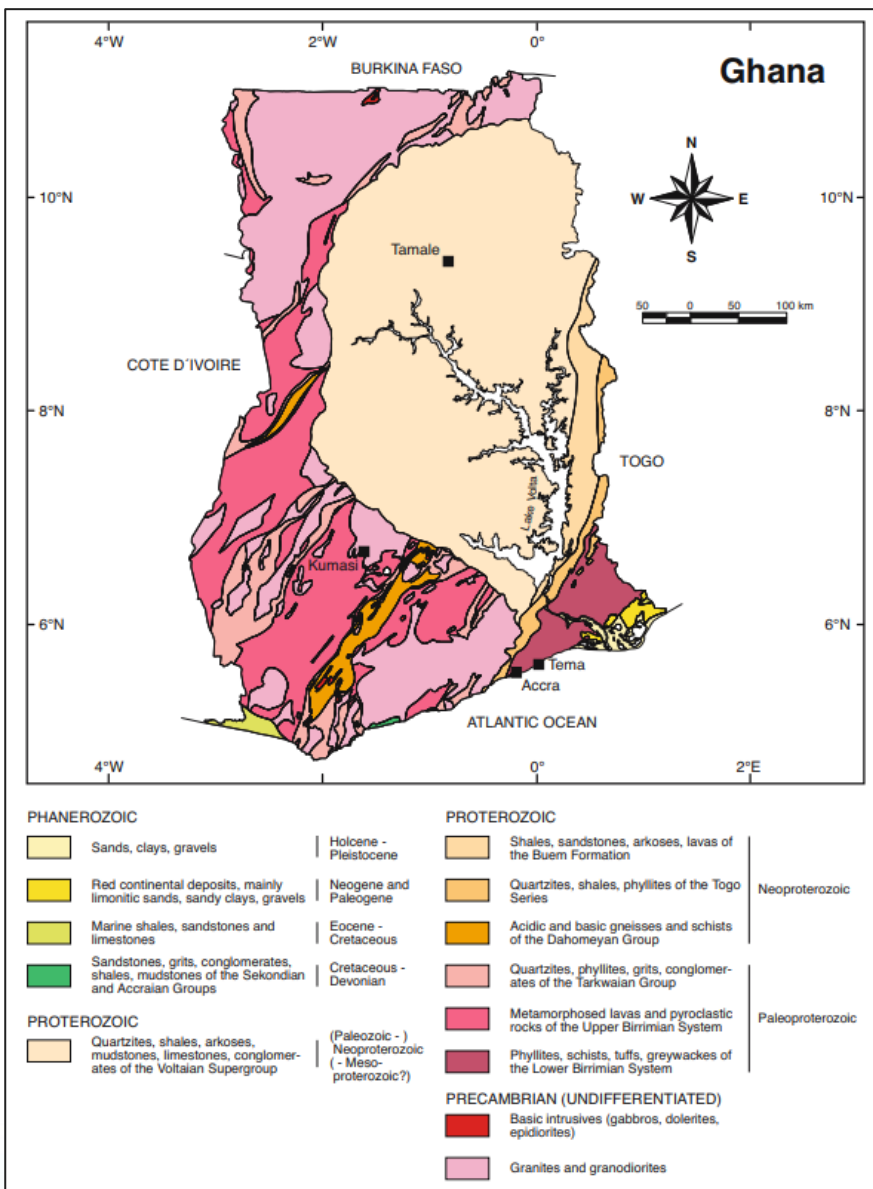 4°W 2°W 0°
BURKINA FASO
Ghana
N
W E
S
10°N 10°N
Tamale
50 0 50 100 km
COTE D´IVOIRE
8°N 8°N
TOGO
Lake Volta
Kumasi
6°N 6°N
Tema
Accra
ATLANTIC OCEAN
4°W 2°W 0° 2°E
PHANEROZOIC
Sands, clays, gravels
Holcene -
Pleistocene
Red continental deposits, mainly
limonitic sands, sandy clays, gravels
Neogene and
Paleogene
Marine shales, sandstones and
limestones
Eocene -
Cretaceous
Sandstones, grits, conglomerates,
shales, mudstones of the Sekondian
and Accraian Groups
Cretaceous -
Devonian
PROTEROZOIC
Quartzites, shales, arkoses,
mudstones, limestones, conglomer-
ates of the Voltaian Supergroup
(Paleozoic - )
Neoproterozoic
( - Meso-
proterozoic?)
PROTEROZOIC
Shales, sandstones, arkoses, lavas of
the Buem Formation
Quartzites, shales, phyllites of the Togo
Series
Acidic and basic gneisses and schists
of the Dahomeyan Group
Neoproterozoic
Quartzites, phyllites, grits, conglomer-
ates of the Tarkwaian Group
Metamorphosed lavas and pyroclastic
rocks of the Upper Birrimian System
Phyllites, schists, tuffs, greywackes of
the Lower Birrimian System
Paleoproterozoic
PRECAMBRIAN (UNDIFFERENTIATED)
Basic intrusives (gabbros, dolerites,
epidiorites)
Granites and granodiorites